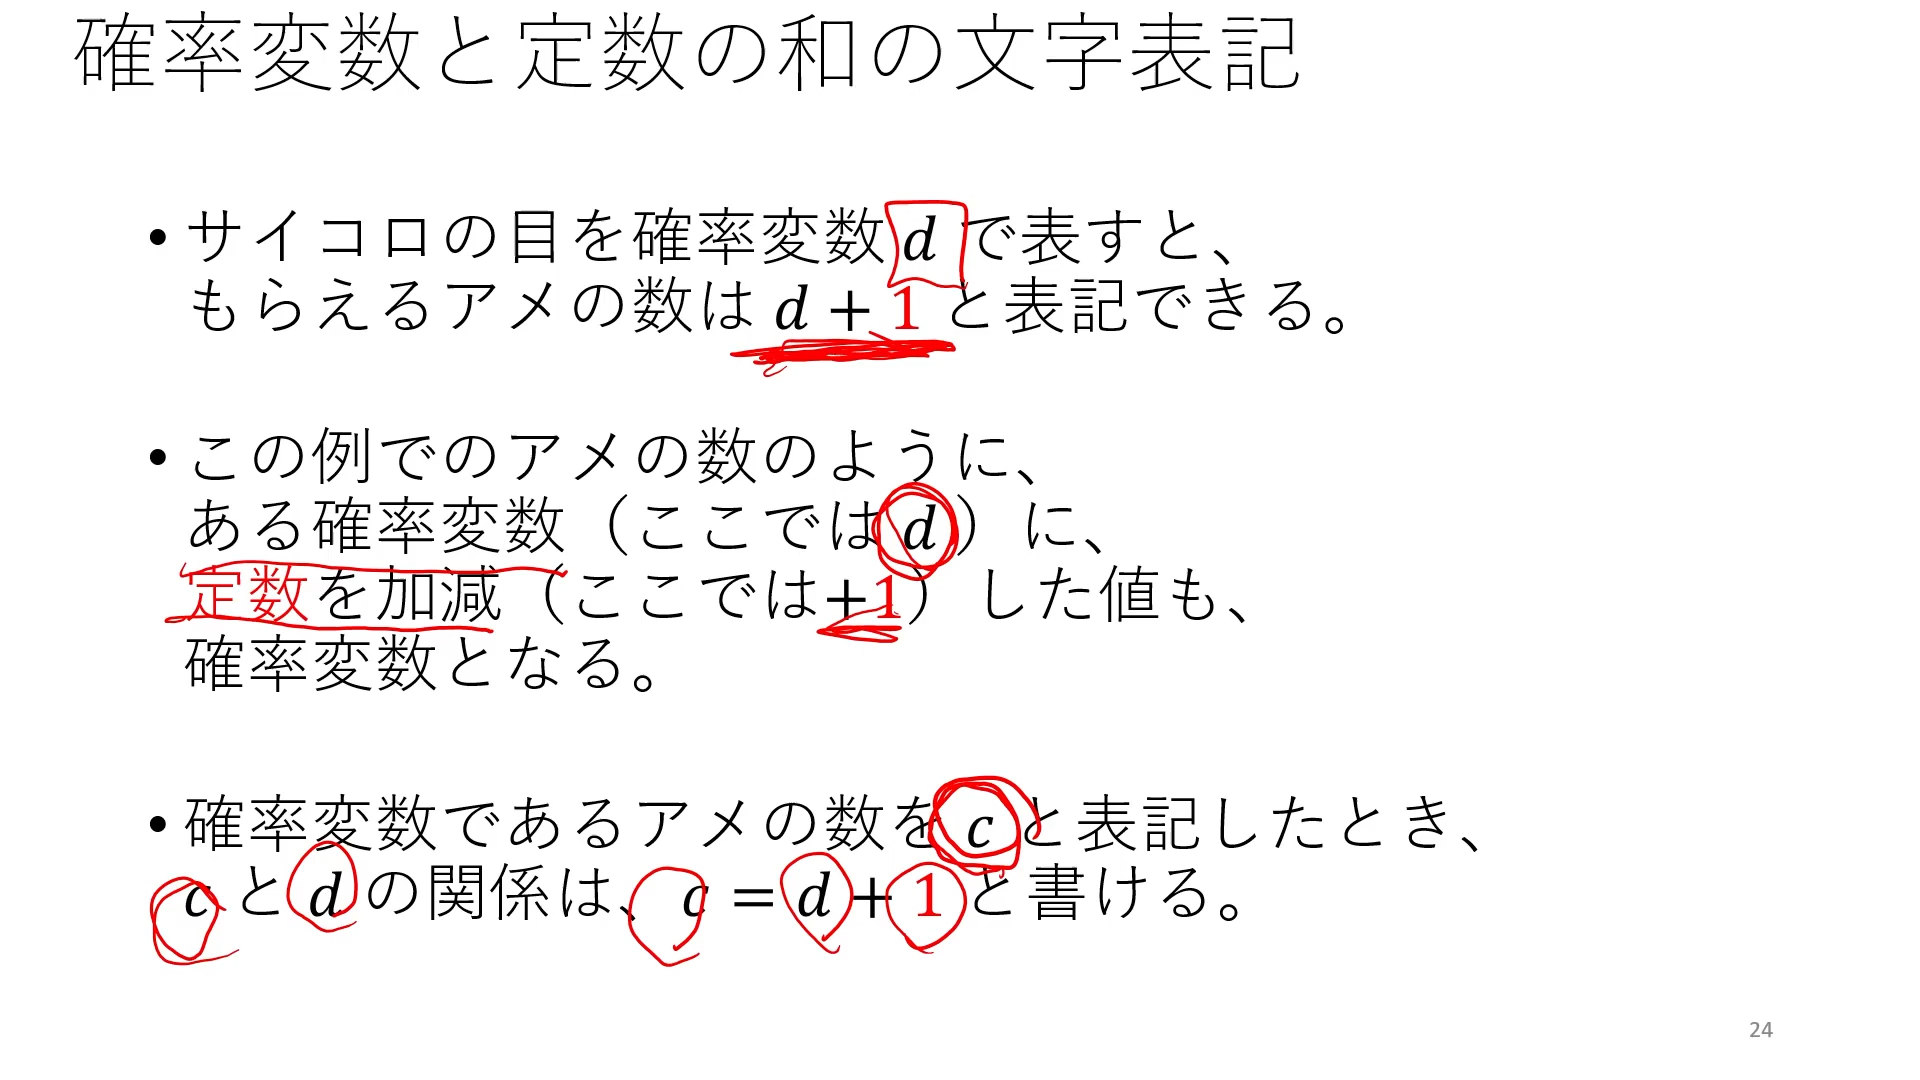 確率変数と定数の和の文字表記
• サイコロの目を確率変数 d で表すと、
もらえるアメの数は d + 1 と表記できる。
• この例でのアメの数のように、
ある確率変数（ここでは d ）に、
定数を加減（ここでは+1）した値も、
確率変数となる。
• 確率変数であるアメの数を c と表記したとき、
c と d の関係は、 c = d + 1 と書ける。
24